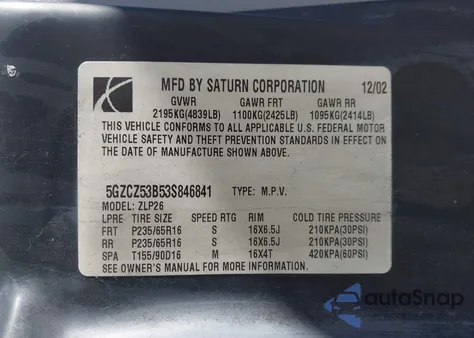 MFD BY SATURN CORPORATION 12/02
GVWR GAWR FRT GAWR RR
2195KG(4839LB) 1100KG(2425LB) 1095KG(2414LB)
THIS VEHICLE CONFORMS TO ALL APPLICABLE U.S. FEDERAL MOTOR
VEHICLE SAFETY AND THEFT PREVENTION STANDARDS IN EFFECT ON
THE DATE OF MANUFACTURE SHOWN ABOVE.
5GZCZ53B53S846841 TYPE: M.P.V.
MODEL: ZLP26
LPRE TIRE SIZE SPEED RTG RIM COLD TIRE PRESSURE
FRT P235/65R16 S 16X6.5J 210KPA(30PSI)
RR P235/65R16 S 16X6.5J 210KPA(30PSI)
SPA T155/90D16 M 16X4T 420KPA(60PSI)
SEE OWNER'S MANUAL FOR MORE INFORMATION.
autoSnap